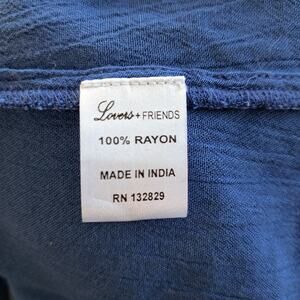 Lovers + FRIENDS
100% RAYON
MADE IN INDIA
RN 132829